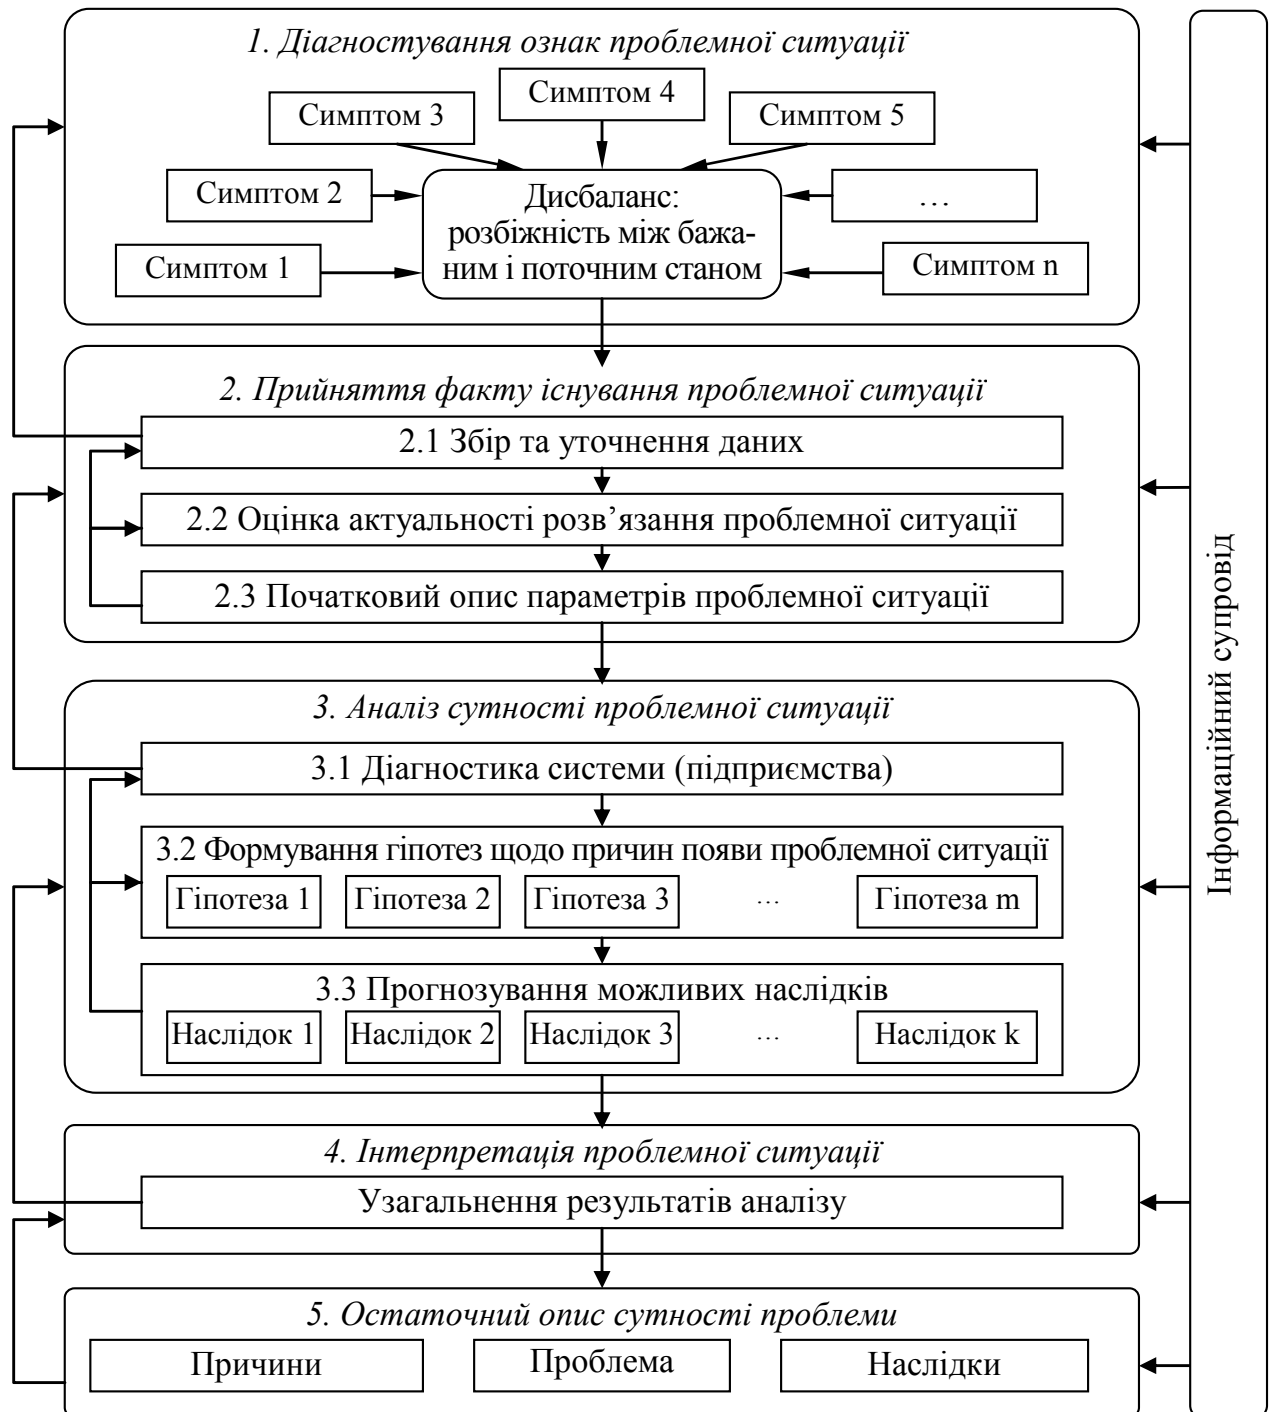 1. Діагностування ознак проблемної ситуації
Симптом 4
Симптом 3
Симптом 5
Симптом 2
Дисбаланс:
розбіжність між бажа-
ним і поточним станом
…
Симптом 1
Симптом n
2. Прийняття факту існування проблемної ситуації
2.1 Збір та уточнення даних
2.2 Оцінка актуальності розв’язання проблемної ситуації
2.3 Початковий опис параметрів проблемної ситуації
3. Аналіз сутності проблемної ситуації
3.1 Діагностика системи (підприємства)
3.2 Формування гіпотез щодо причин появи проблемної ситуації
Гіпотеза 1 Гіпотеза 2 Гіпотеза 3 … Гіпотеза m
3.3 Прогнозування можливих наслідків
Наслідок 1 Наслідок 2 Наслідок 3 … Наслідок k
4. Інтерпретація проблемної ситуації
Узагальнення результатів аналізу
5. Остаточний опис сутності проблеми
Причини Проблема Наслідки
Інформаційний супровід